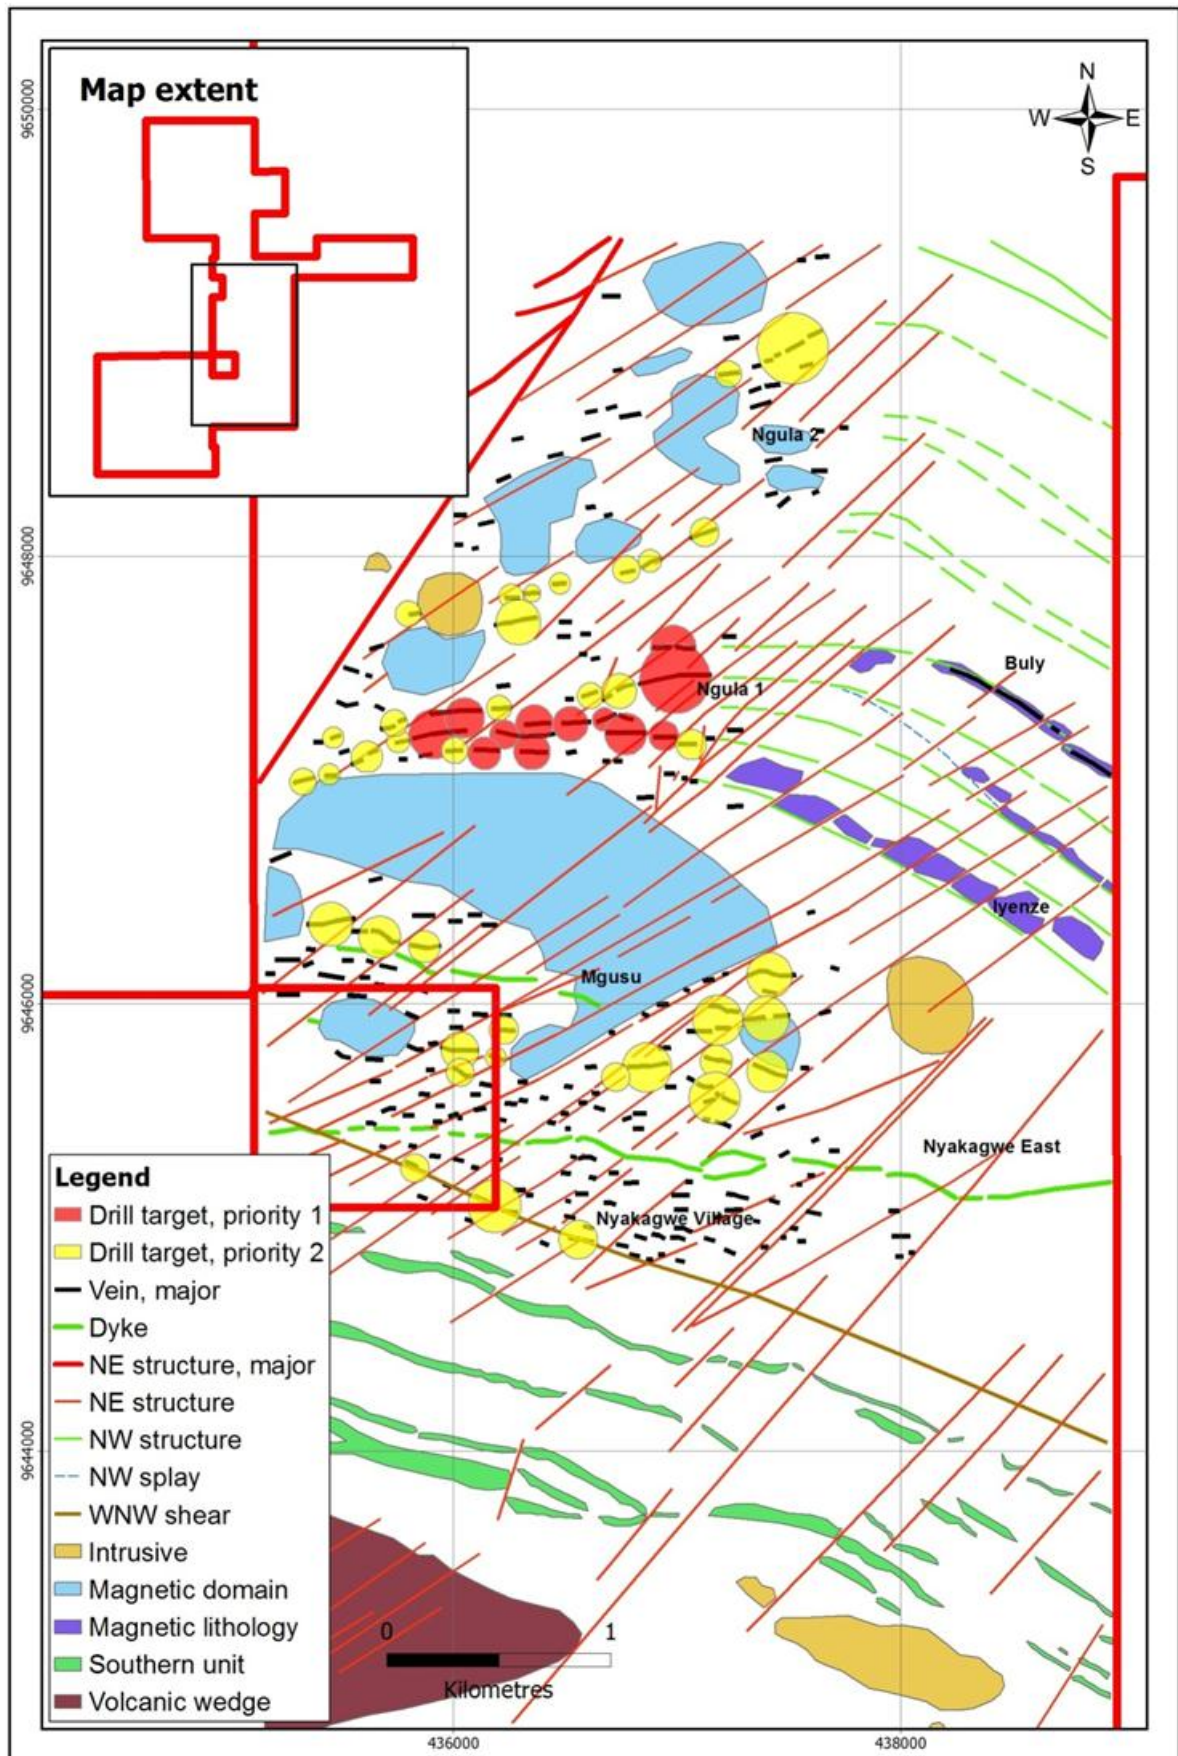 Map extent
N
W E
S
9650000
Ngula 2
9648000
Buly
Ngula 1
Iyenze
Mgusu
9646000
Nyakagwe East
Nyakagwe Village
Legend
Drill target, priority 1
Drill target, priority 2
Vein, major
Dyke
NE structure, major
NE structure
NW structure
NW splay
WNW shear
Intrusive
Magnetic domain
Magnetic lithology
Southern unit
Volcanic wedge
9644000
0 1
Kilometres
436000 438000